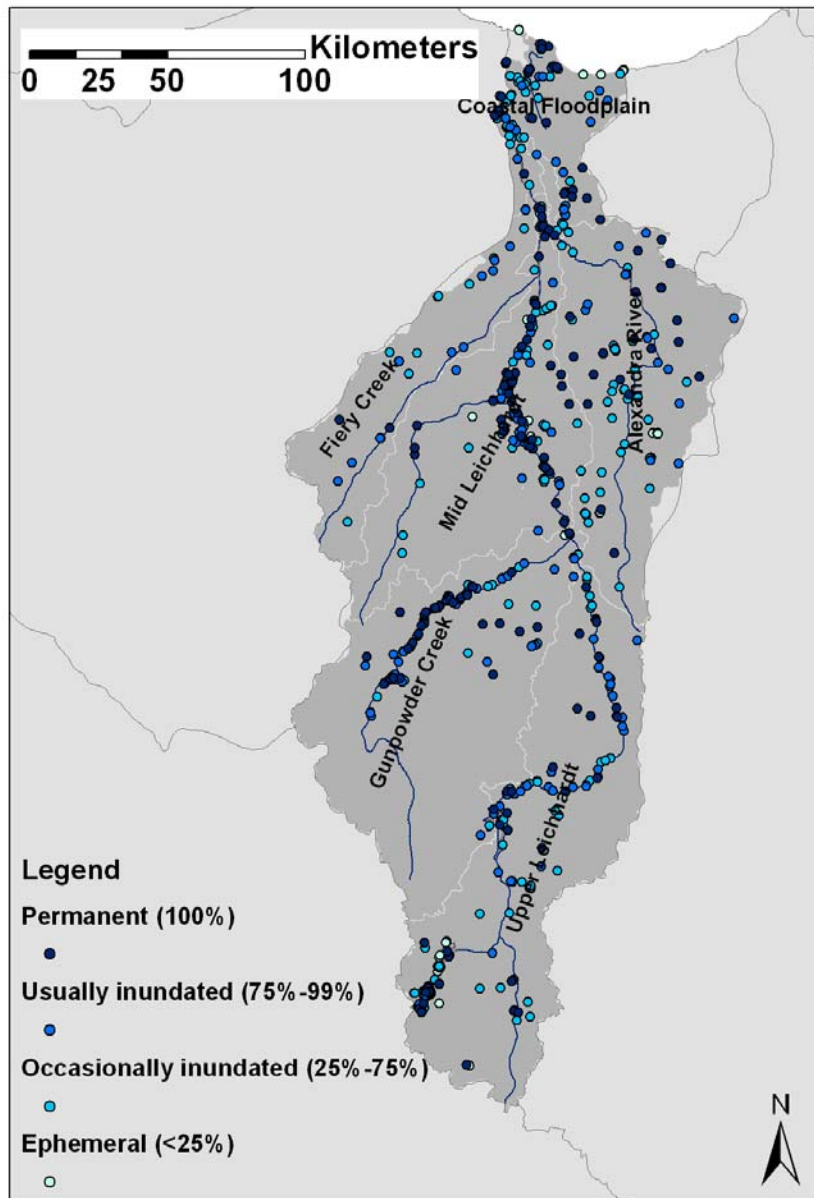 Kilometers
0 25 50 100
Coastal Floodplain
Alexandra River
Fiery Creek
Mid Leichhardt
Gunpowder Creek
Upper Leichhardt
Legend
Permanent (100%)
Usually inundated (75%-99%)
Occasionally inundated (25%-75%)
Ephemeral (<25%)
N